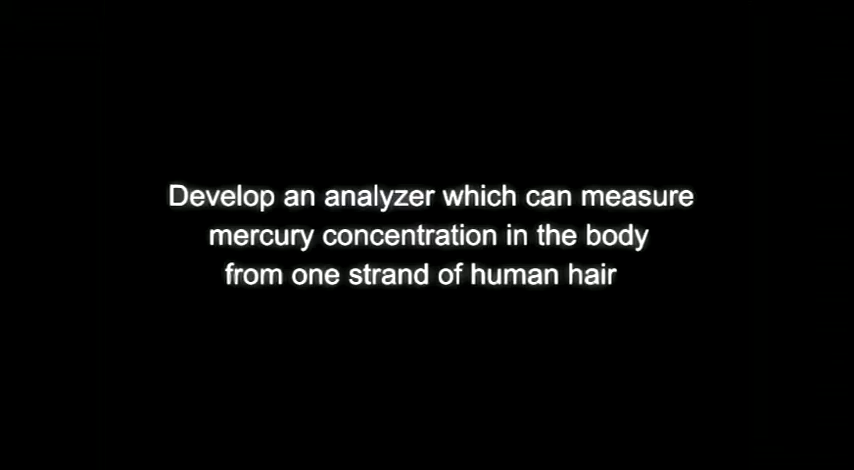 Develop an analyzer which can measure
mercury concentration in the body
from one strand of human hair